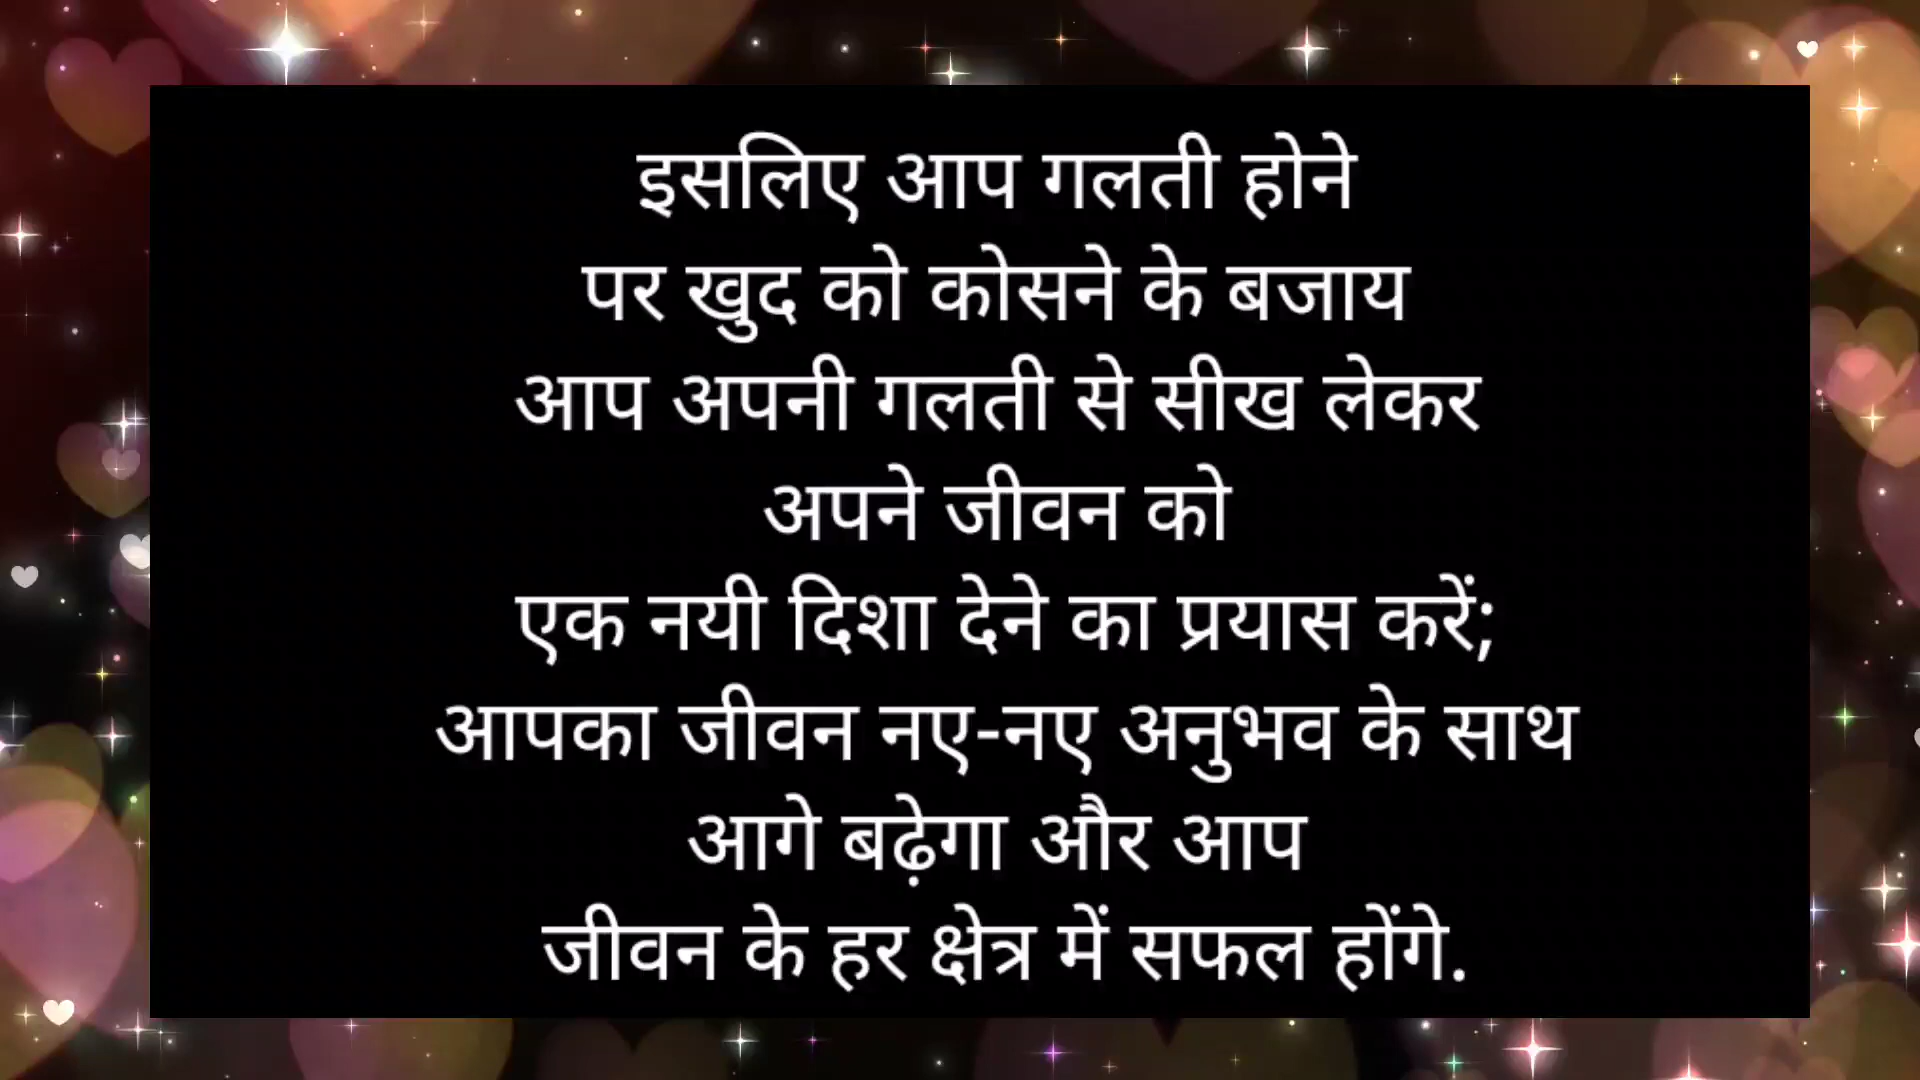 इसलिए आप गलती होने
पर खुद को कोसने के बजाय
आप अपनी गलती से सीख लेकर
अपने जीवन को
एक नयी दिशा देने का प्रयास करें;
आपका जीवन नए-नए अनुभव के साथ
आगे बढ़ेगा और आप
जीवन के हर क्षेत्र में सफल होंगे.